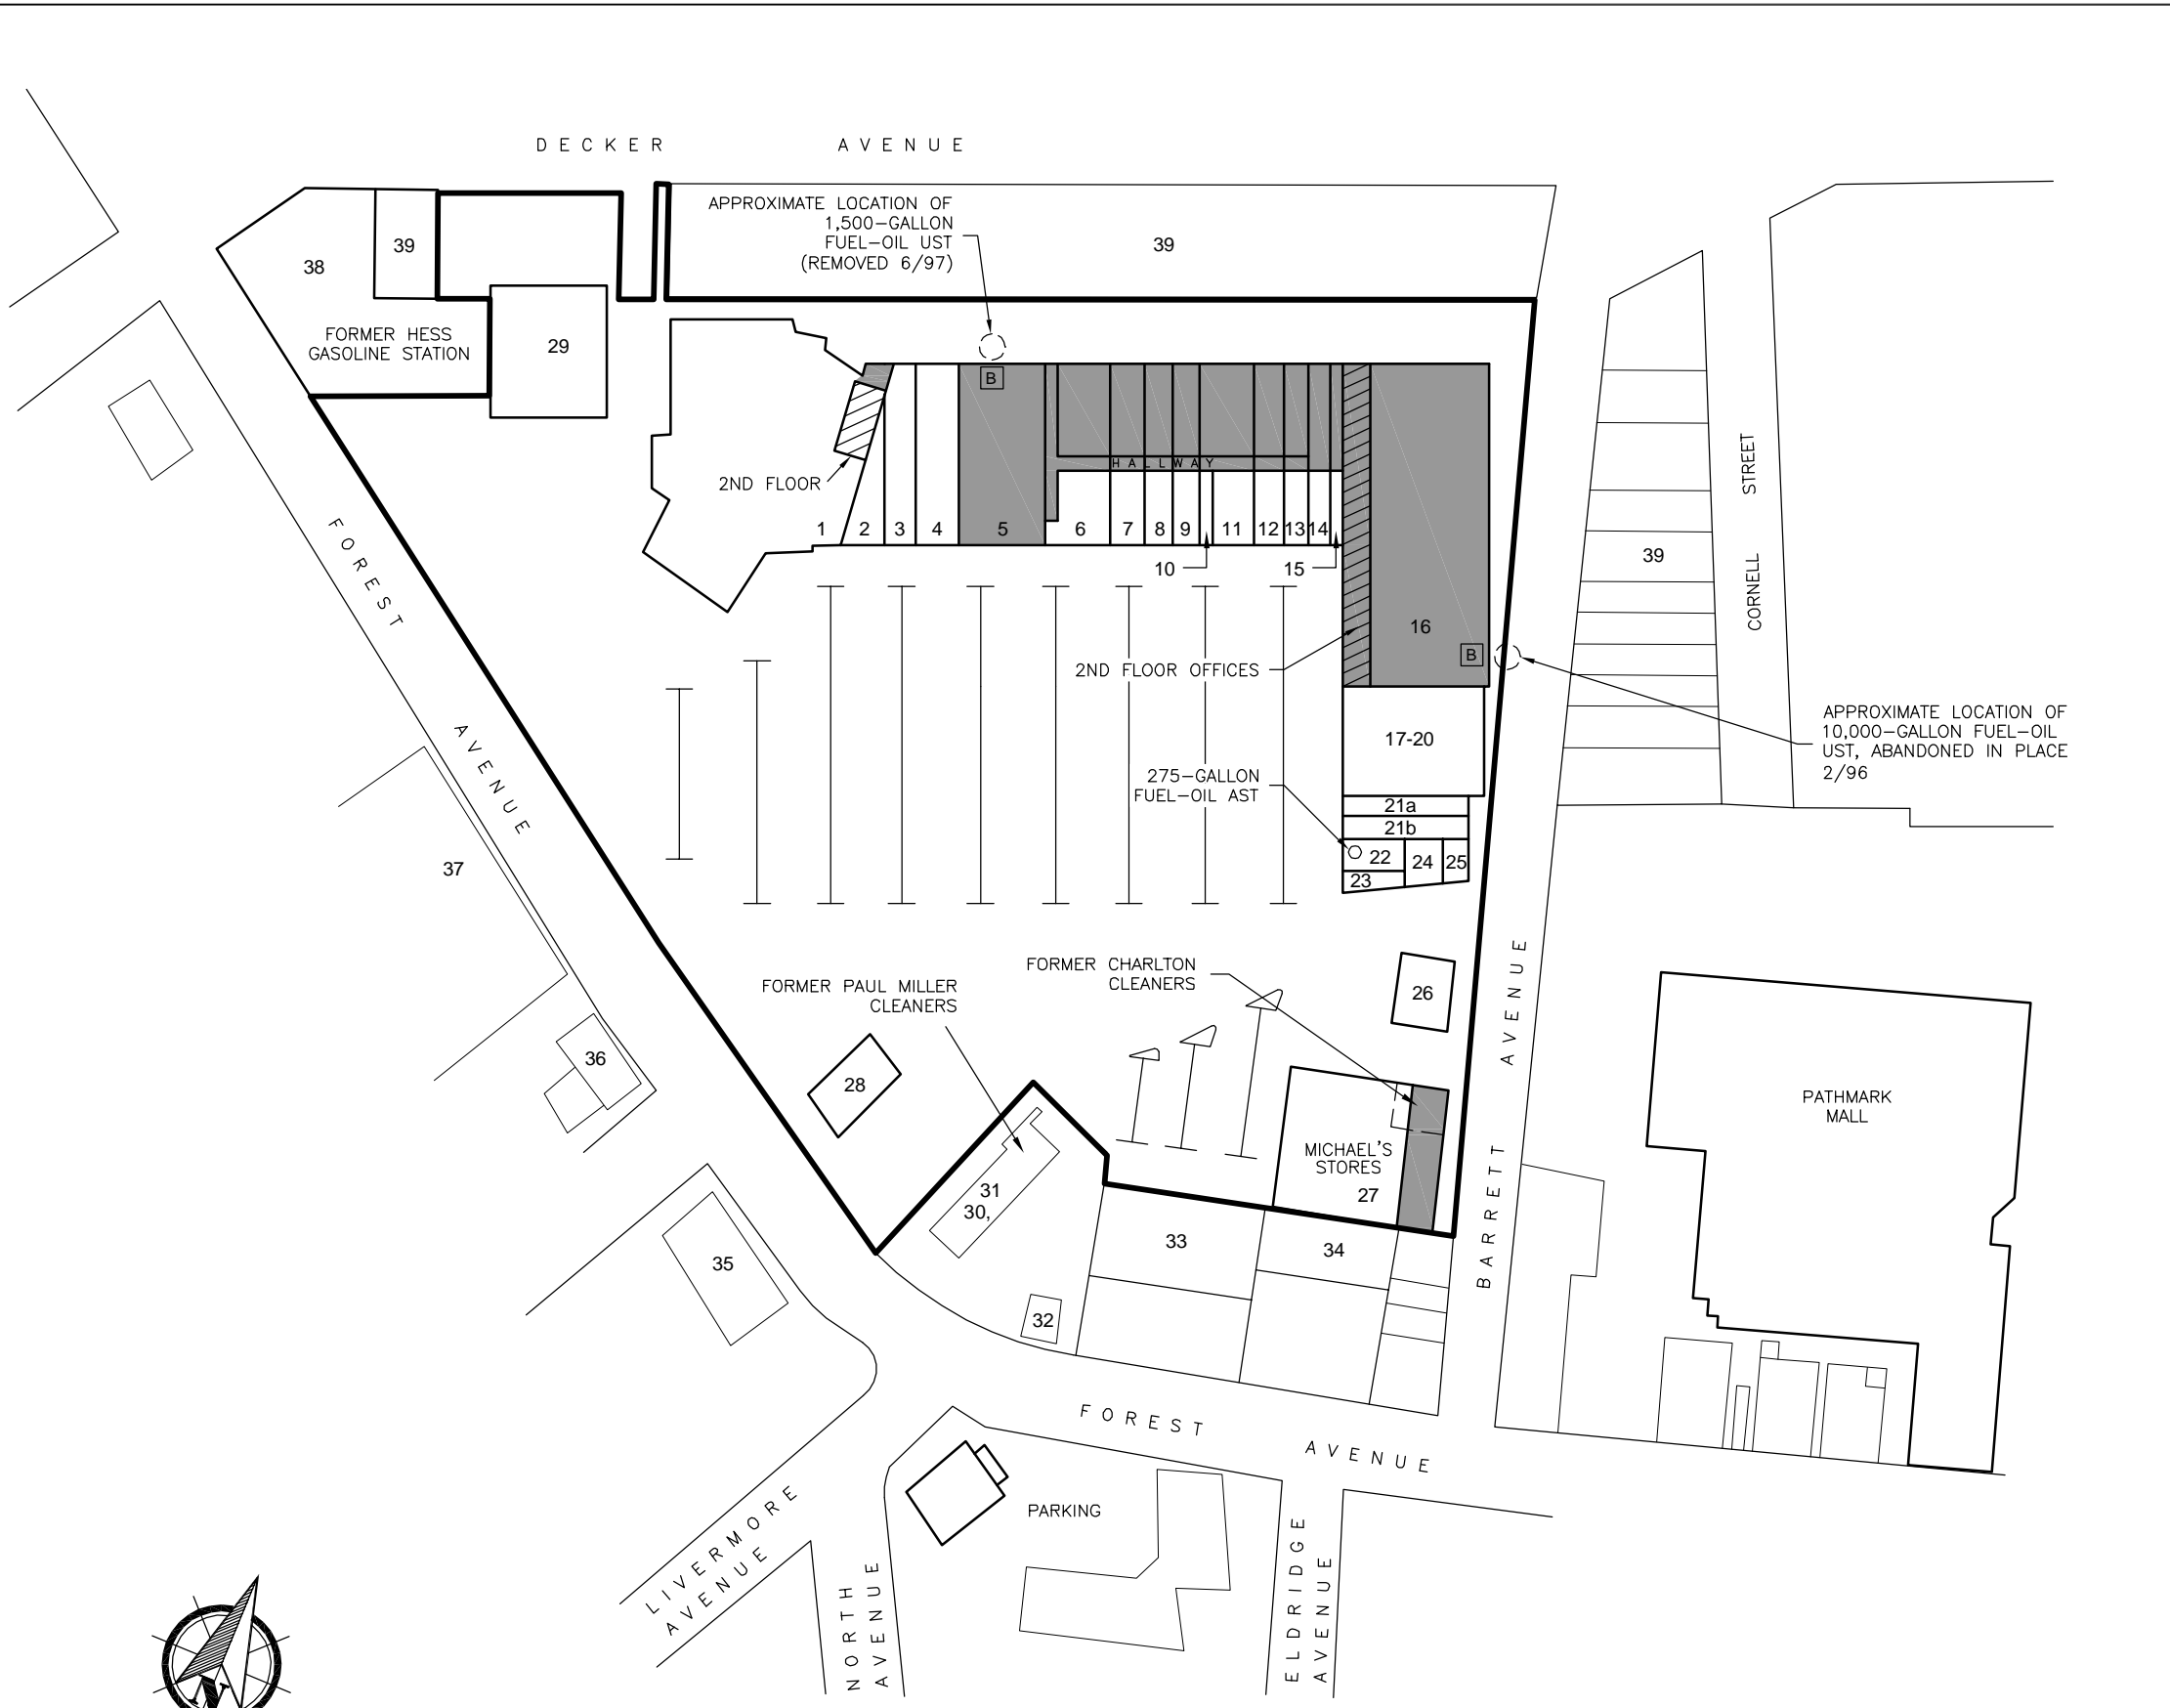 DECKER AVENUE
APPROXIMATE LOCATION OF
1,500-GALLON
FUEL-OIL UST
(REMOVED 6/97)
39
39
38
FORMER HESS
GASOLINE STATION
29
B
HALLWAY
2ND FLOOR
1
2
3
4
5
6
7
8
9
11
12
13
14
10
15
16
B
2ND FLOOR OFFICES
CORNELL STREET
39
APPROXIMATE LOCATION OF
10,000-GALLON FUEL-OIL
UST, ABANDONED IN PLACE
2/96
17-20
275-GALLON
FUEL-OIL AST
21a
21b
22
24
25
23
FOREST AVENUE
37
FORMER CHARLTON
CLEANERS
FORMER PAUL MILLER
CLEANERS
26
36
28
BARRETT AVENUE
PATHMARK
MALL
MICHAEL'S
STORES
27
31
30,
33
34
35
32
FOREST AVENUE
PARKING
LIVERMORE
AVENUE
NORTH
AVENUE
ELDRIDGE
AVENUE